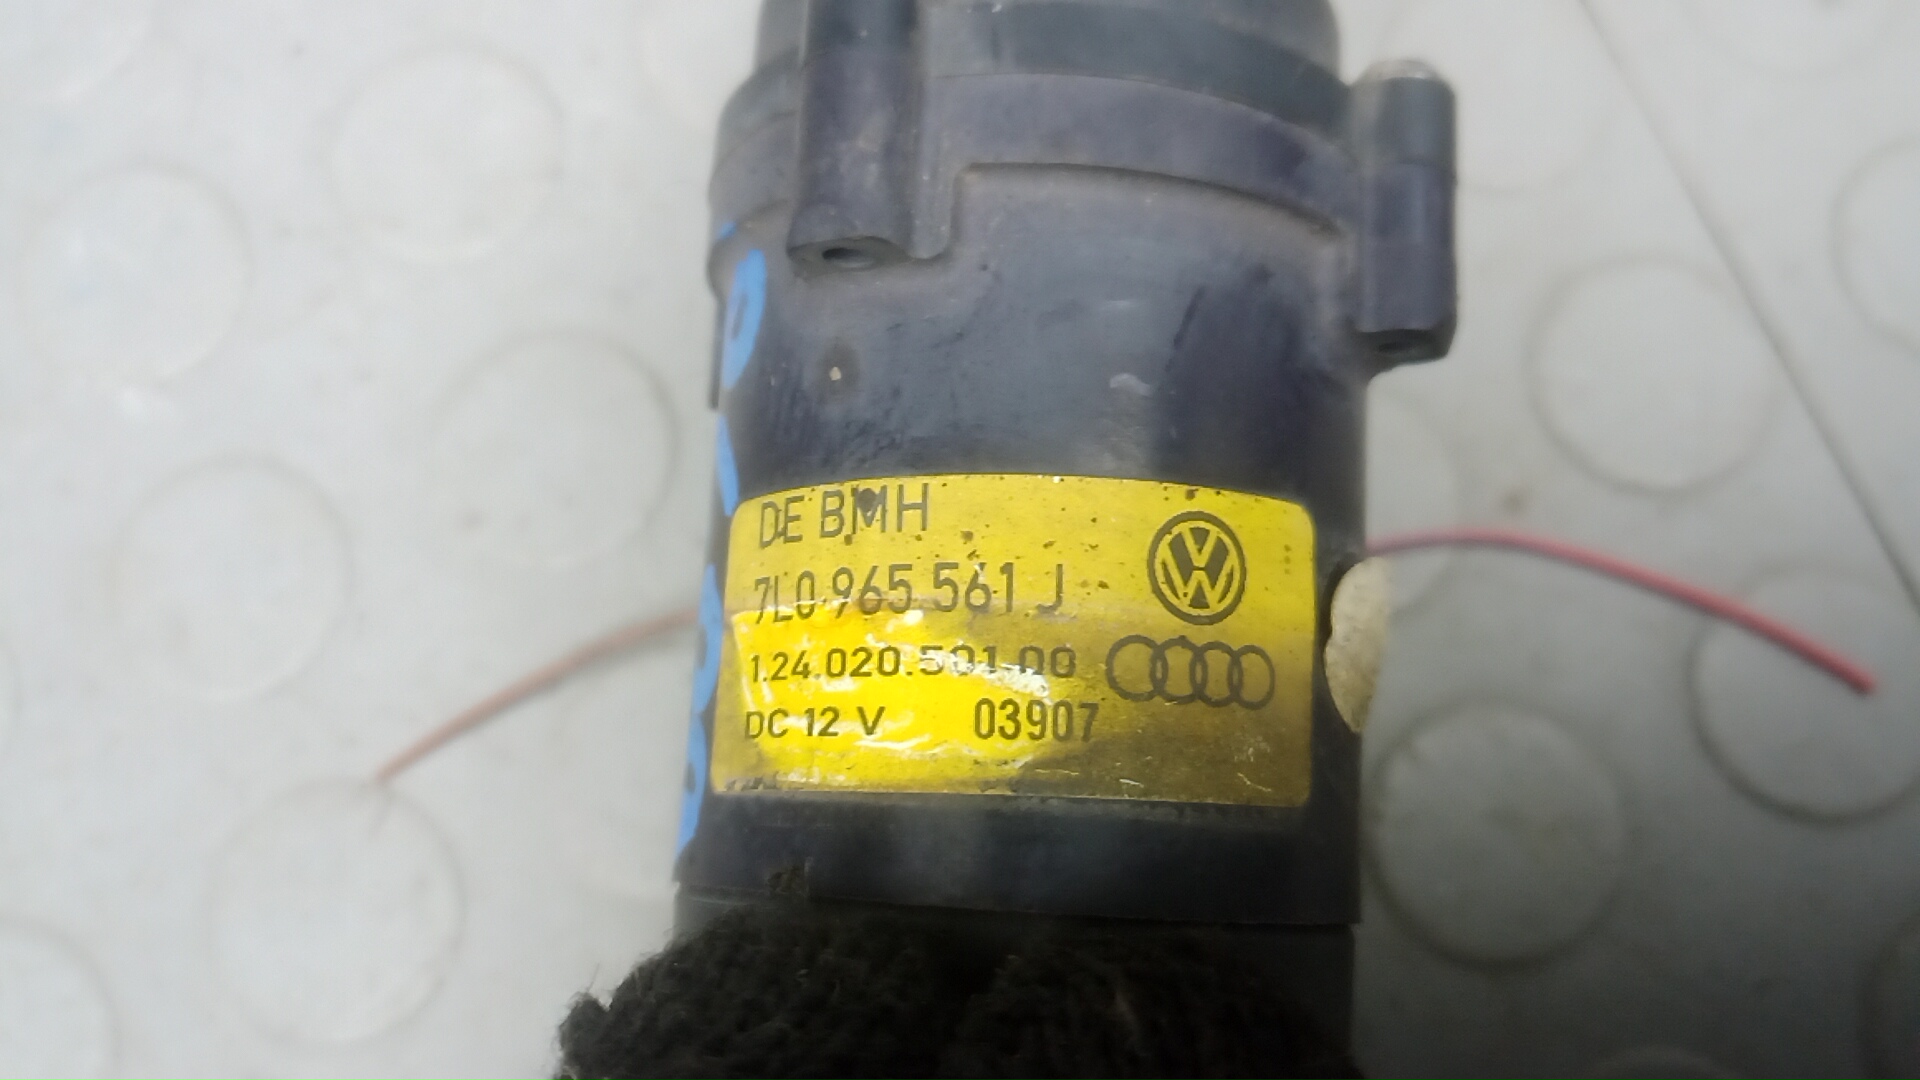 DE BMH
7L0 965 561 J
1.24.020.501.00
DC 12 V 03907